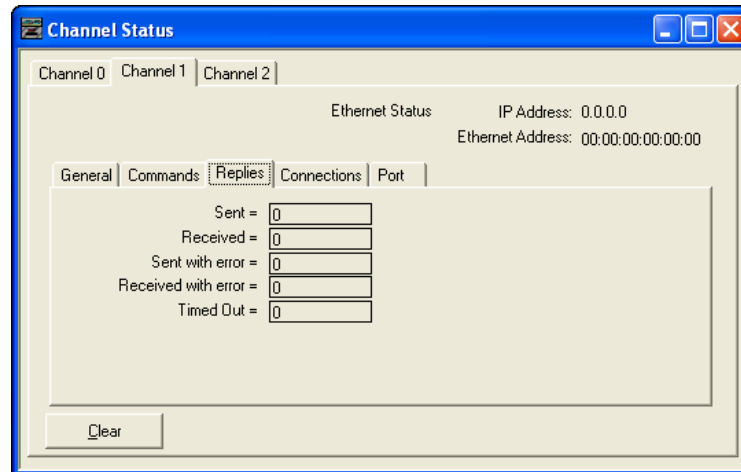 Channel Status
Channel 0 Channel 1 Channel 2
Ethernet Status IP Address: 0.0.0.0
Ethernet Address: 00:00:00:00:00:00
General Commands Replies Connections Port
Sent = 0
Received = 0
Sent with error = 0
Received with error = 0
Timed Out = 0
Clear